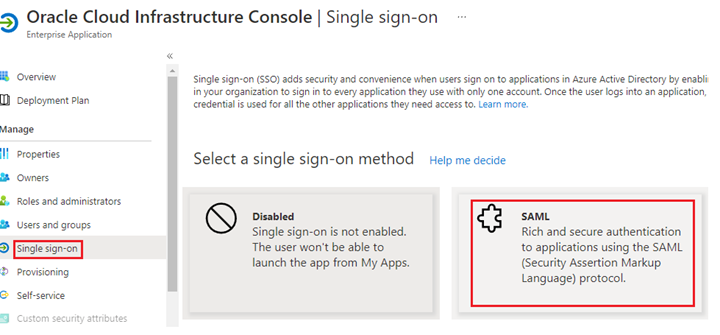 Oracle Cloud Infrastructure Console | Single sign-on ...
Enterprise Application
«
Overview
Deployment Plan
Manage
Properties
Owners
Roles and administrators
Users and groups
Single sign-on
Provisioning
Self-service
Custom security attributes
Single sign-on (SSO) adds security and convenience when users sign on to applications in Azure Active Directory by enabli
in your organization to sign in to every application they use with only one account. Once the user logs into an application,
credential is used for all the other applications they need access to. Learn more.
Select a single sign-on method Help me decide
Disabled
Single sign-on is not enabled.
The user won't be able to
launch the app from My Apps.
SAML
Rich and secure authentication
to applications using the SAML
(Security Assertion Markup
Language) protocol.